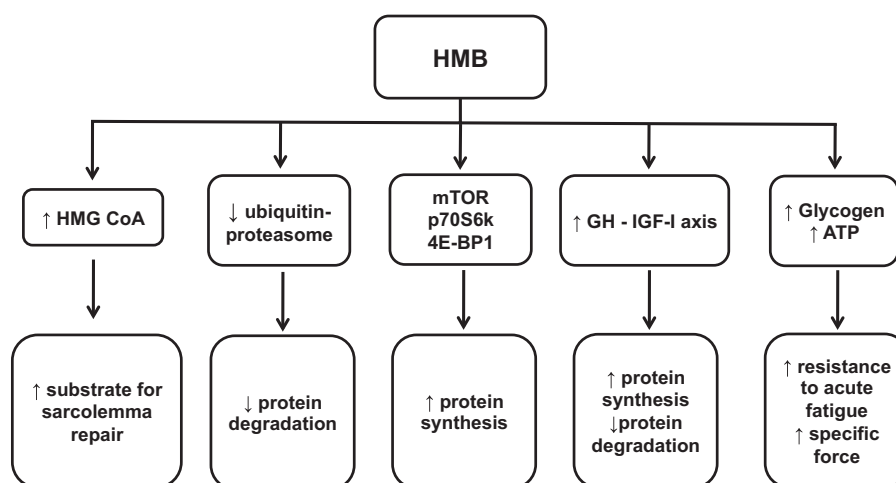 HMB
↑ HMG CoA
↓ ubiquitin-
proteasome
mTOR
p70S6k
4E-BP1
↑ GH - IGF-I axis
↑ Glycogen
↑ ATP
↑ substrate for
sarcolemma
repair
↓ protein
degradation
↑ protein
synthesis
↑ protein
synthesis
↓protein
degradation
↑ resistance
to acute
fatigue
↑ specific
force